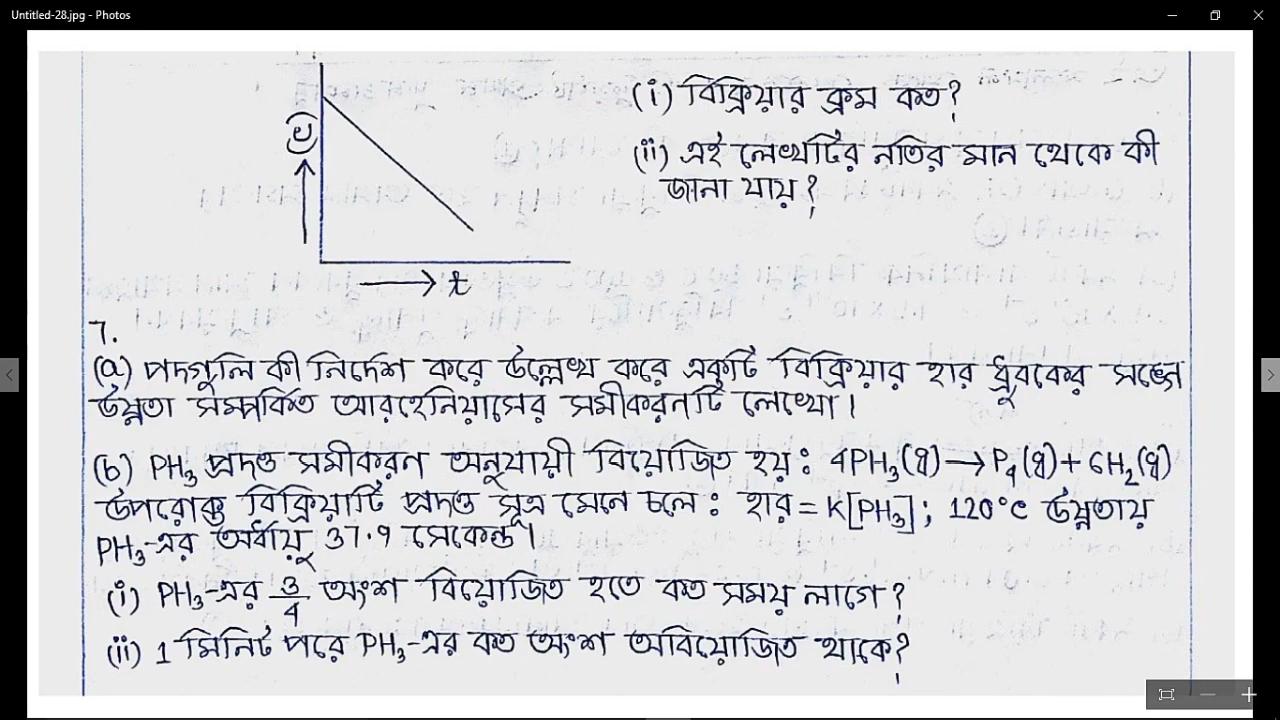 Untitled-28.jpg - Photos
(i) বিক্রিয়ার ক্রম কত?
(ii) এই লেখটির নতির মান থেকে কী
জানা যায়?
t
7.
(a) পদগুলি কী নির্দেশ করে উল্লেখ করে একটি বিক্রিয়ার হার ধ্রুবকের সঙ্গে
উষ্ণতা সম্পর্কিত আরহেনিয়াসের সমীকরনটি লেখো।
(b) PH₃ প্রদত্ত সমীকরণ অনুযায়ী বিয়োজিত হয়: 4PH₃(g) → P₄(g) + 6H₂(g)
উপরোক্ত বিক্রিয়াটি প্রদত্ত সূত্র মেনে চলে: হার = K[PH₃]; 120°C উষ্ণতায়
PH₃-এর অর্ধায়ু 37.9 সেকেন্ড।
(i) PH₃-এর 3/4 অংশ বিয়োজিত হতে কত সময় লাগে?
(ii) 1 মিনিট পরে PH₃-এর কত অংশ অবিয়োজিত থাকে?